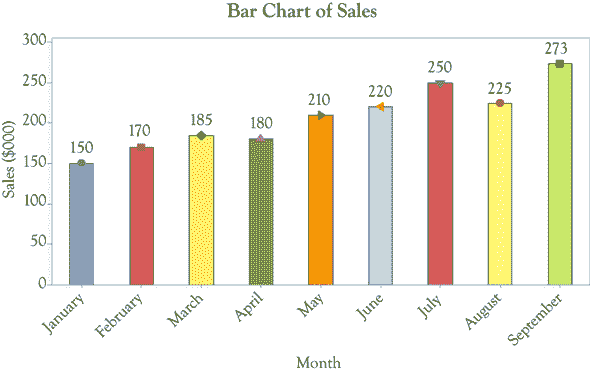 Bar Chart of Sales
300
250
200
150
100
50
0
Sales ($000)
150
170
185
180
210
220
250
225
273
January
February
March
April
May
June
July
August
September
Month